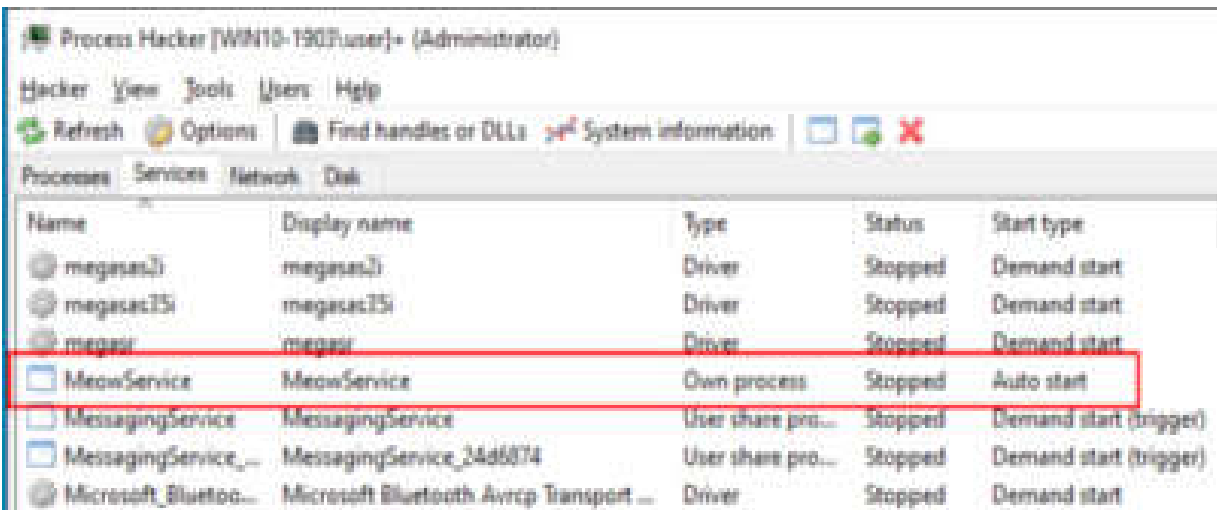 Process Hacker [WIN10-1903\user]+ (Administrator)
Hacker View Tools Users Help
Refresh Options Find handles or DLLs System information
Processes Services Network Disk
Name Display name Type Status Start type
megasas2i megasas2i Driver Stopped Demand start
megasas35i megasas35i Driver Stopped Demand start
megasr megasr Driver Stopped Demand start
MeowService MeowService Own process Stopped Auto start
MessagingService MessagingService User share pro... Stopped Demand start (trigger)
MessagingService_... MessagingService_24d6874 User share pro... Stopped Demand start (trigger)
Microsoft_Bluetoo... Microsoft Bluetooth Avrcp Transport ... Driver Stopped Demand start